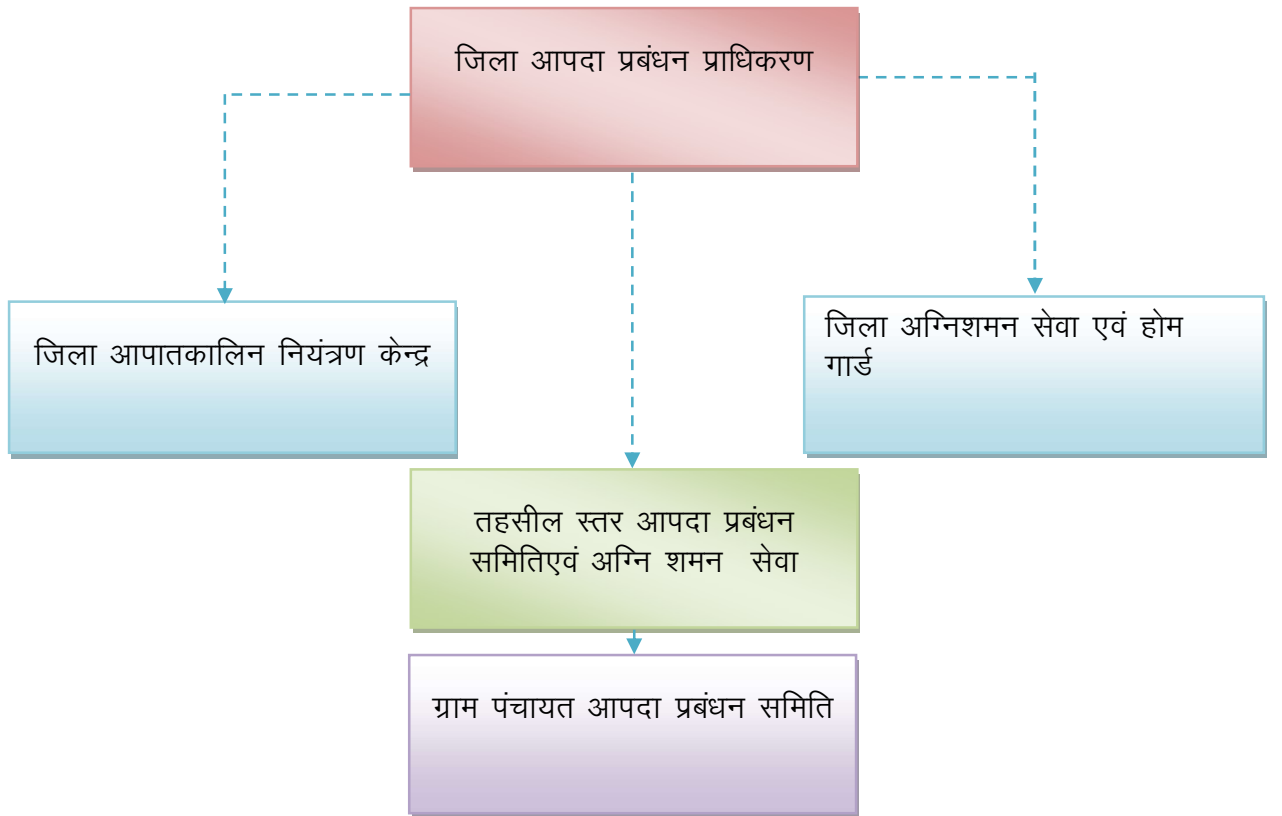 जिला आपदा प्रबंधन प्राधिकरण
जिला आपातकालिन नियंत्रण केन्द्र
जिला अग्निशमन सेवा एवं होम
गार्ड
तहसील स्तर आपदा प्रबंधन
समितिएवं अग्नि शमन सेवा
ग्राम पंचायत आपदा प्रबंधन समिति